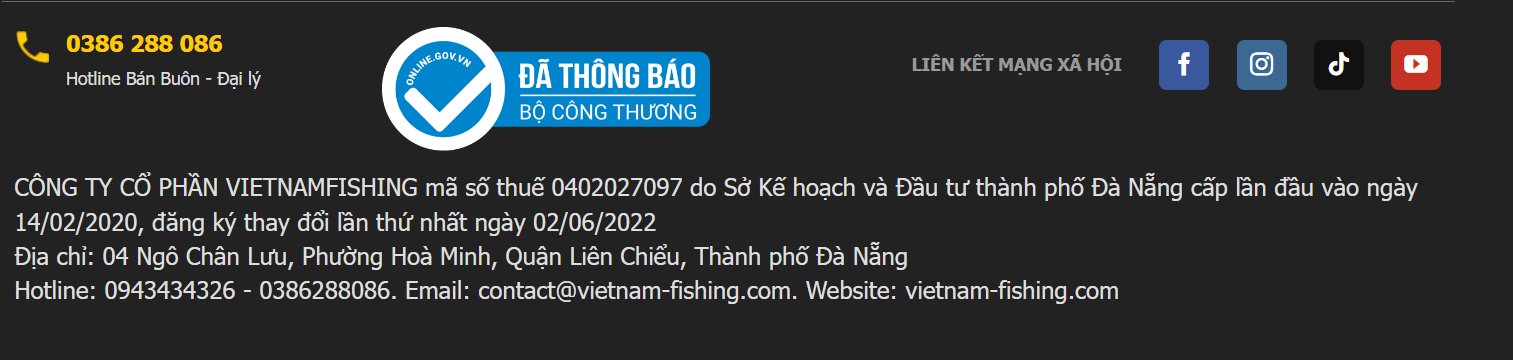 0386 288 086
Hotline Bán Buôn - Đại lý
ONLINE.GOV.VN
ĐÃ THÔNG BÁO
BỘ CÔNG THƯƠNG
LIÊN KẾT MẠNG XÃ HỘI
CÔNG TY CỔ PHẦN VIETNAMFISHING mã số thuế 0402027097 do Sở Kế hoạch và Đầu tư thành phố Đà Nẵng cấp lần đầu vào ngày
14/02/2020, đăng ký thay đổi lần thứ nhất ngày 02/06/2022
Địa chỉ: 04 Ngô Chân Lưu, Phường Hoà Minh, Quận Liên Chiểu, Thành phố Đà Nẵng
Hotline: 0943434326 - 0386288086. Email: contact@vietnam-fishing.com. Website: vietnam-fishing.com